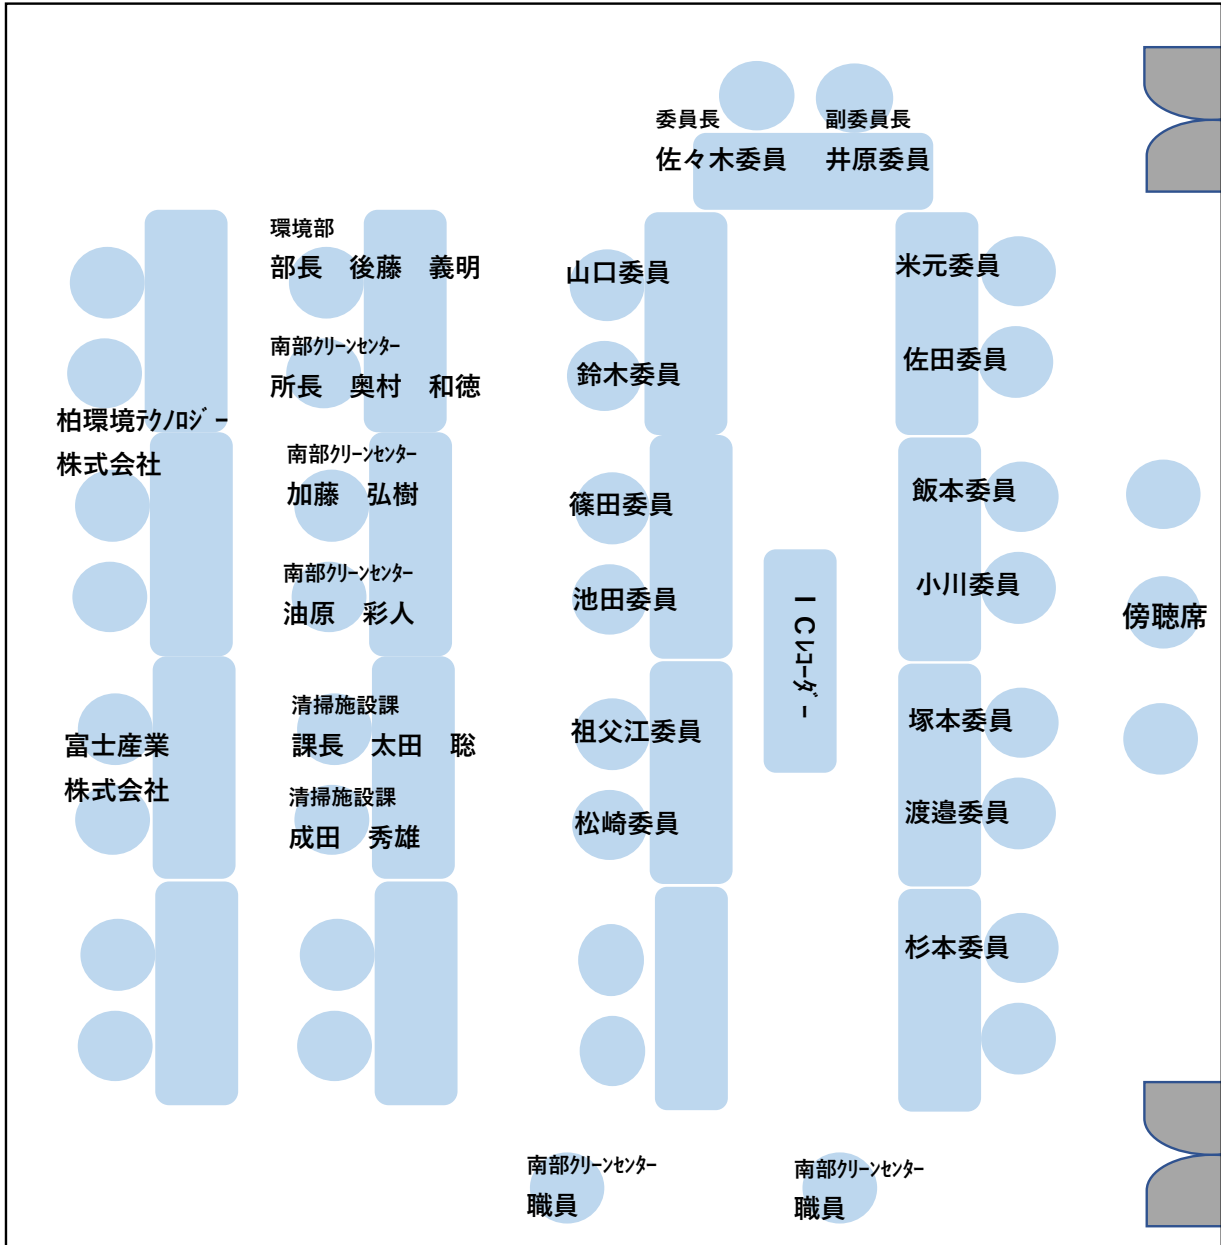 委員長
佐々木委員
副委員長
井原委員
環境部
部長　後藤　義明
南部ｸﾘｰﾝｾﾝﾀｰ
所長　奥村　和徳
南部ｸﾘｰﾝｾﾝﾀｰ
加藤　弘樹
南部ｸﾘｰﾝｾﾝﾀｰ
油原　彩人
清掃施設課
課長　太田　聡
清掃施設課
成田　秀雄
柏環境ﾃｸﾉﾛｼﾞｰ
株式会社
富士産業
株式会社
山口委員
鈴木委員
篠田委員
池田委員
祖父江委員
松崎委員
ＩＣﾚｺｰﾀﾞｰ
米元委員
佐田委員
飯本委員
小川委員
塚本委員
渡邉委員
杉本委員
傍聴席
南部ｸﾘｰﾝｾﾝﾀｰ
職員
南部ｸﾘｰﾝｾﾝﾀｰ
職員